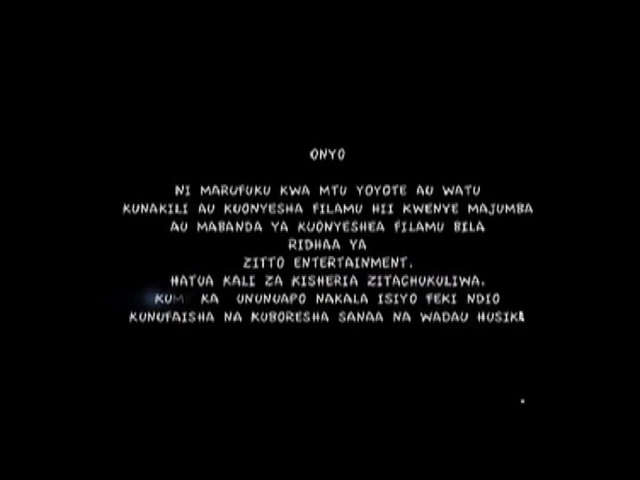 ONYO
NI MARUFUKU KWA MTU YOYOTE AU WATU
KUNAKILI AU KUONYESHA FILAMU HII KWENYE MAJUMBA
AU MABANDA YA KUONYESHEA FILAMU BILA
RIDHAA YA
ZITTO ENTERTAINMENT.
HATUA KALI ZA KISHERIA ZITACHUKULIWA.
UNUNUAPO NAKALA ISIYO FEKI NDIO
KUNUFAISHA NA KUBORESHA SANAA NA WADAU